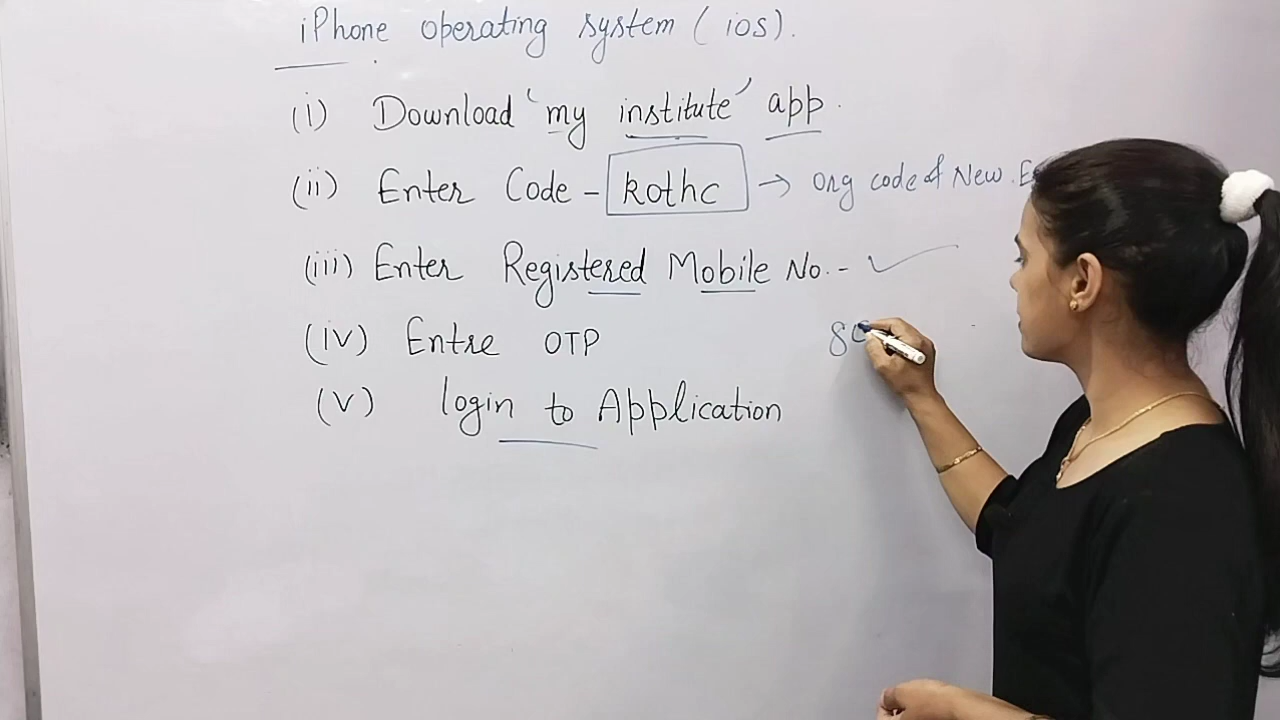 iPhone operating system (ios).
(i) Download 'my institute' app.
(ii) Enter Code - kothc → Org code of New.
(iii) Enter Registered Mobile No. -
(iv) Entre OTP
(v) login to Application